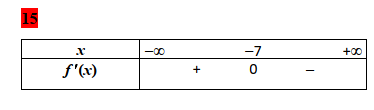 15
x −∞ −7 +∞
f'(x) + 0 −